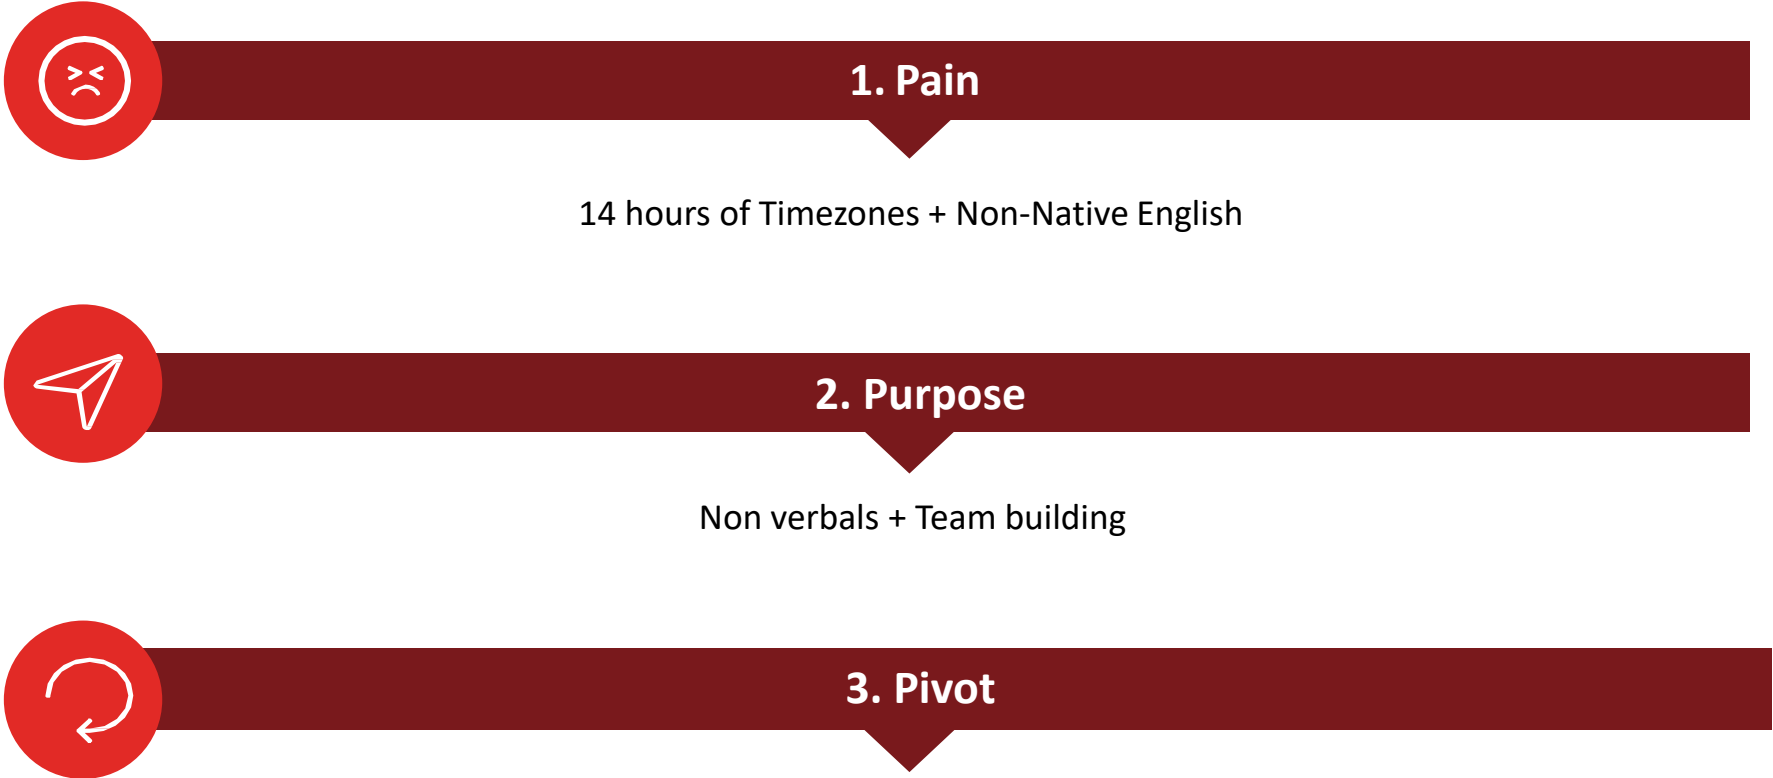 1. Pain
14 hours of Timezones + Non-Native English
2. Purpose
Non verbals + Team building
3. Pivot